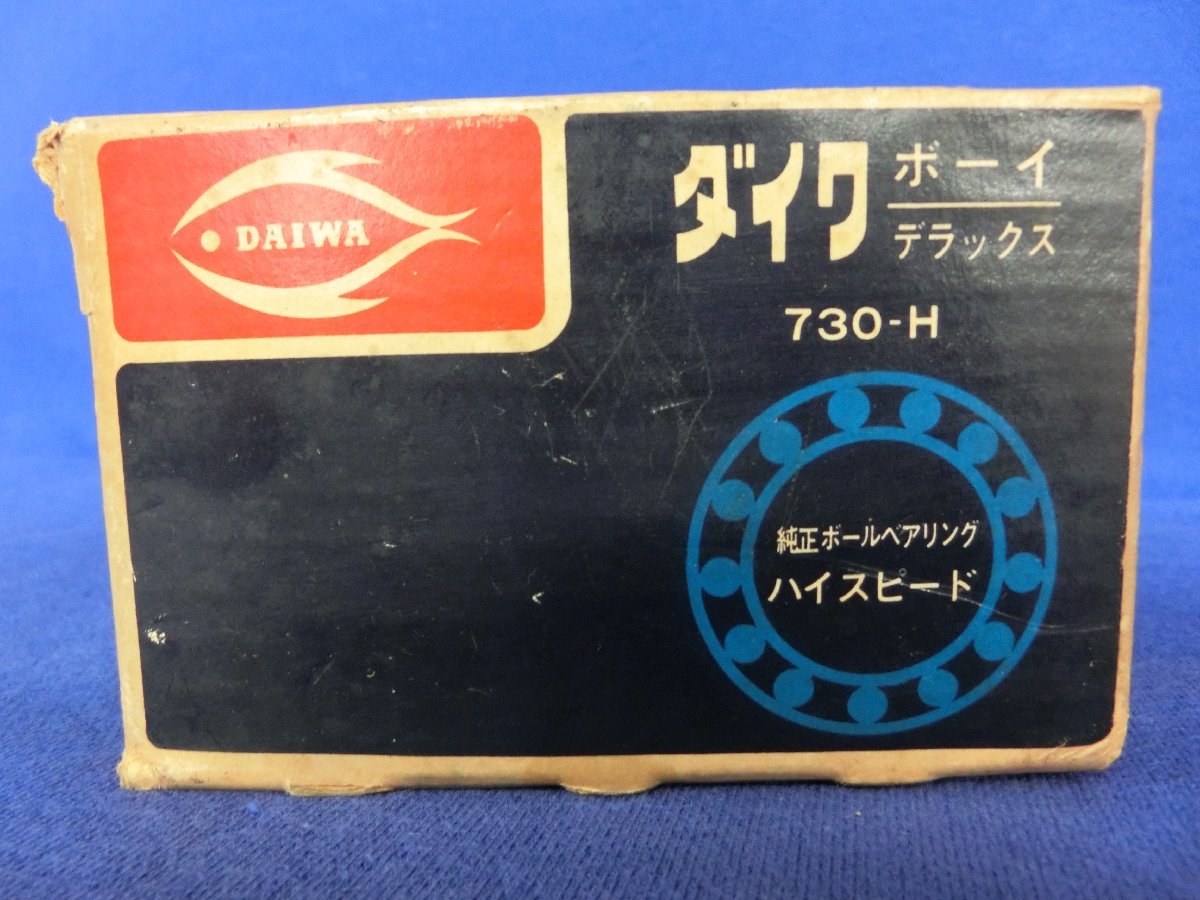 DAIWA
ダイワ
ボーイ
デラックス
730-H
純正ボールベアリング
ハイスピード